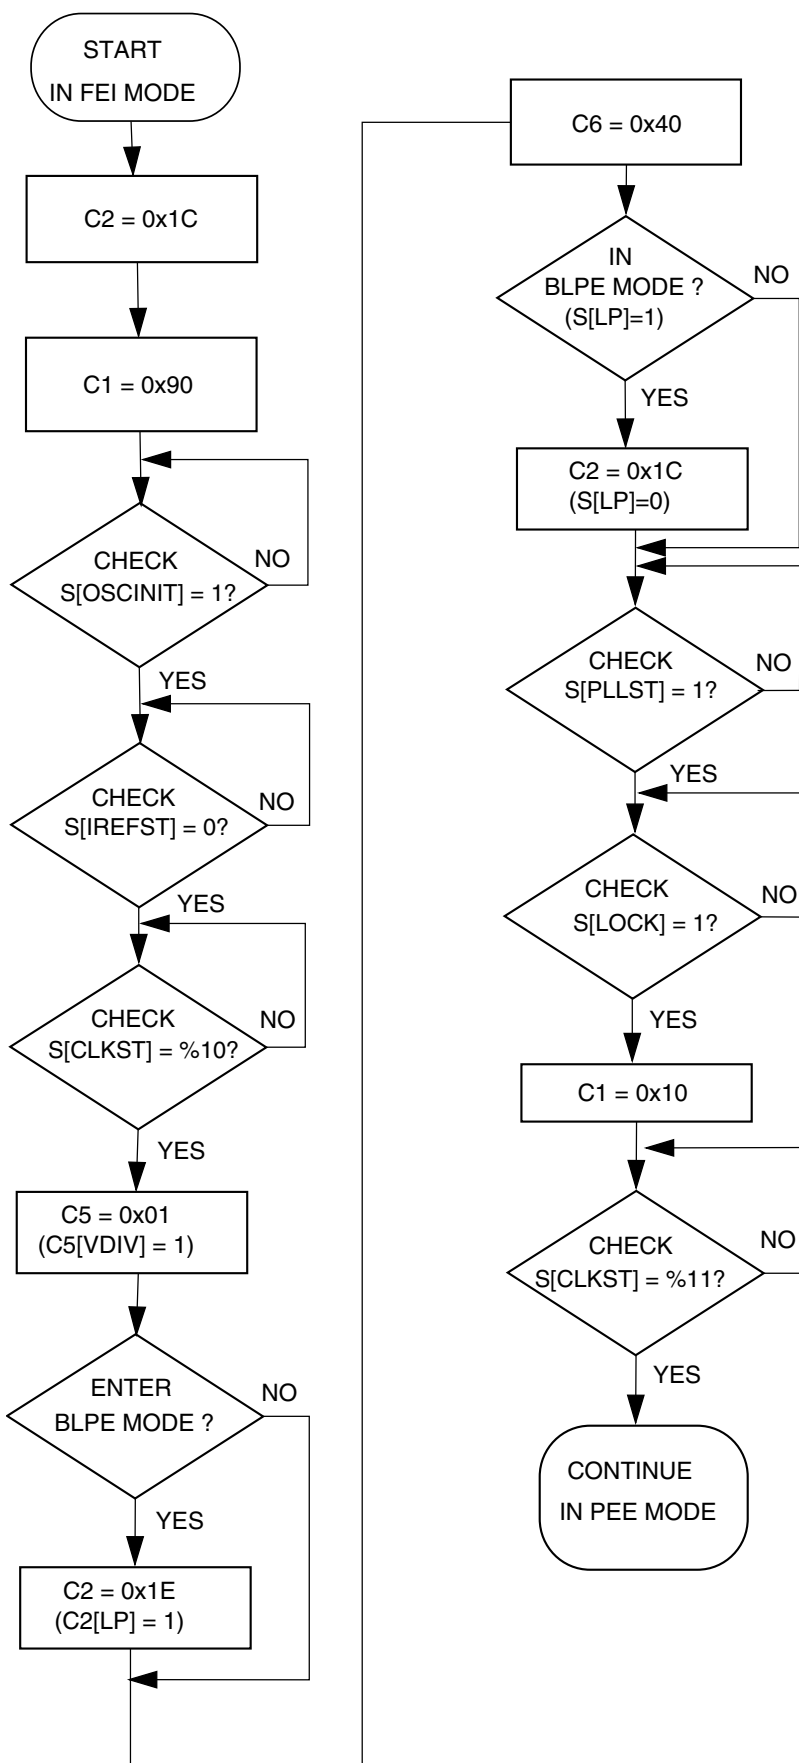 START
IN FEI MODE
C2 = 0x1C
C1 = 0x90
CHECK
S[OSCINIT] = 1?
NO
YES
CHECK
S[IREFST] = 0?
NO
YES
CHECK
S[CLKST] = %10?
NO
YES
C5 = 0x01
(C5[VDIV] = 1)
ENTER
BLPE MODE ?
NO
YES
C2 = 0x1E
(C2[LP] = 1)
C6 = 0x40
IN
BLPE MODE ?
(S[LP]=1)
NO
YES
C2 = 0x1C
(S[LP]=0)
CHECK
S[PLLST] = 1?
NO
YES
CHECK
S[LOCK] = 1?
NO
YES
C1 = 0x10
CHECK
S[CLKST] = %11?
NO
YES
CONTINUE
IN PEE MODE